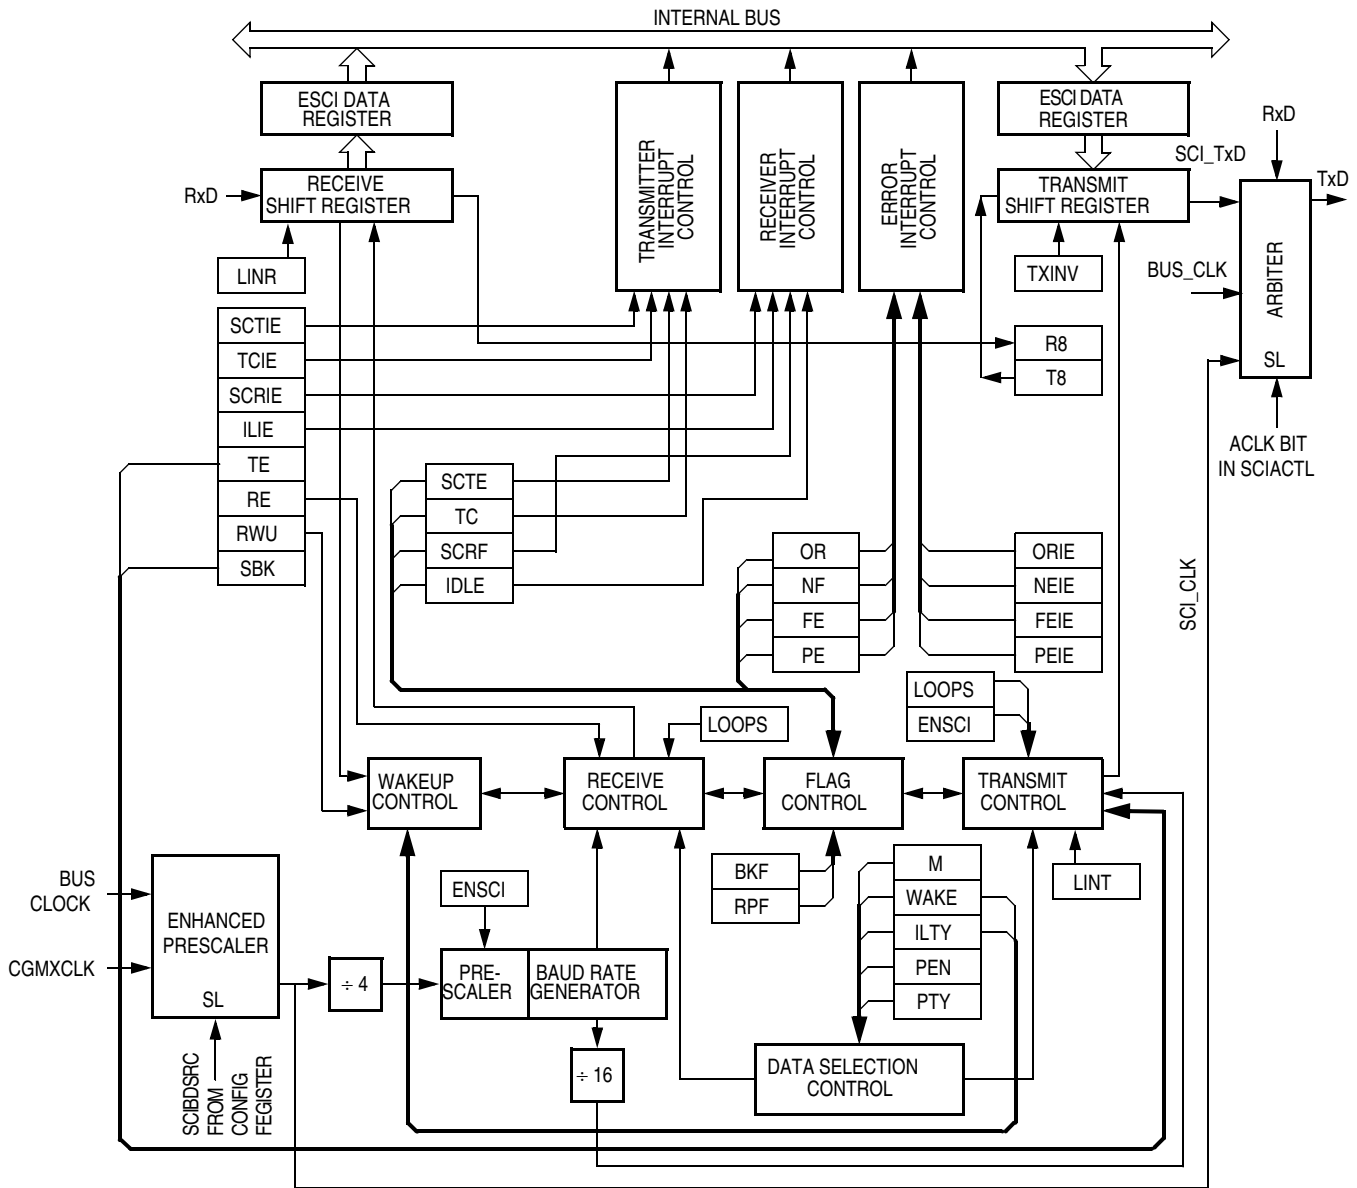 INTERNAL BUS
ESCI DATA
REGISTER
ESCI DATA
REGISTER
RxD
SCI_TxD
TxD
TRANSMITTER
INTERRUPT
CONTROL
RECEIVER
INTERRUPT
CONTROL
ERROR
INTERRUPT
CONTROL
RxD
RECEIVE
SHIFT REGISTER
TRANSMIT
SHIFT REGISTER
LINR
TXINV
BUS_CLK
ARBITER
SL
ACLK BIT
IN SCIACTL
SCTIE
TCIE
SCRIE
ILIE
TE
RE
RWU
SBK
R8
T8
SCTE
TC
SCRF
IDLE
OR
NF
FE
PE
ORIE
NEIE
FEIE
PEIE
SCI_CLK
LOOPS
ENSCI
LOOPS
WAKEUP
CONTROL
RECEIVE
CONTROL
FLAG
CONTROL
TRANSMIT
CONTROL
BKF
RPF
M
WAKE
ILTY
PEN
PTY
LINT
BUS
CLOCK
CGMXCLK
ENHANCED
PRESCALER
SL
ENSCI
÷ 4
PRE-
SCALER
BAUD RATE
GENERATOR
÷ 16
DATA SELECTION
CONTROL
SCIBDSRC
FROM
CONFIG
FEGISTER